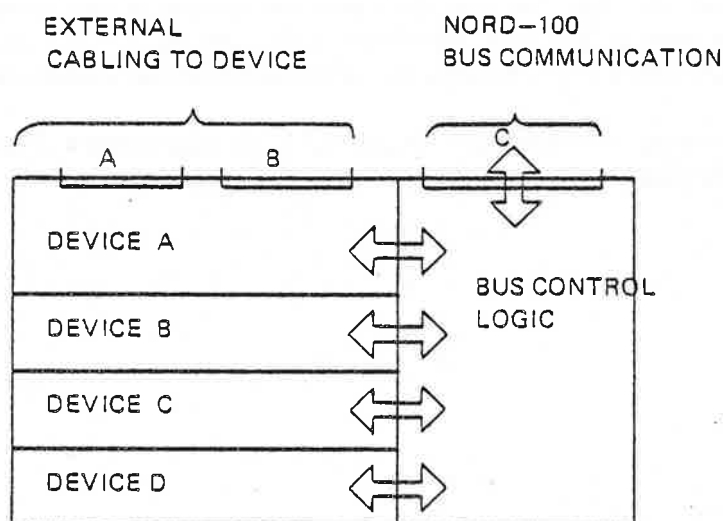 EXTERNAL
CABLING TO DEVICE
NORD-100
BUS COMMUNICATION
A
B
C
DEVICE A
BUS CONTROL
LOGIC
DEVICE B
DEVICE C
DEVICE D